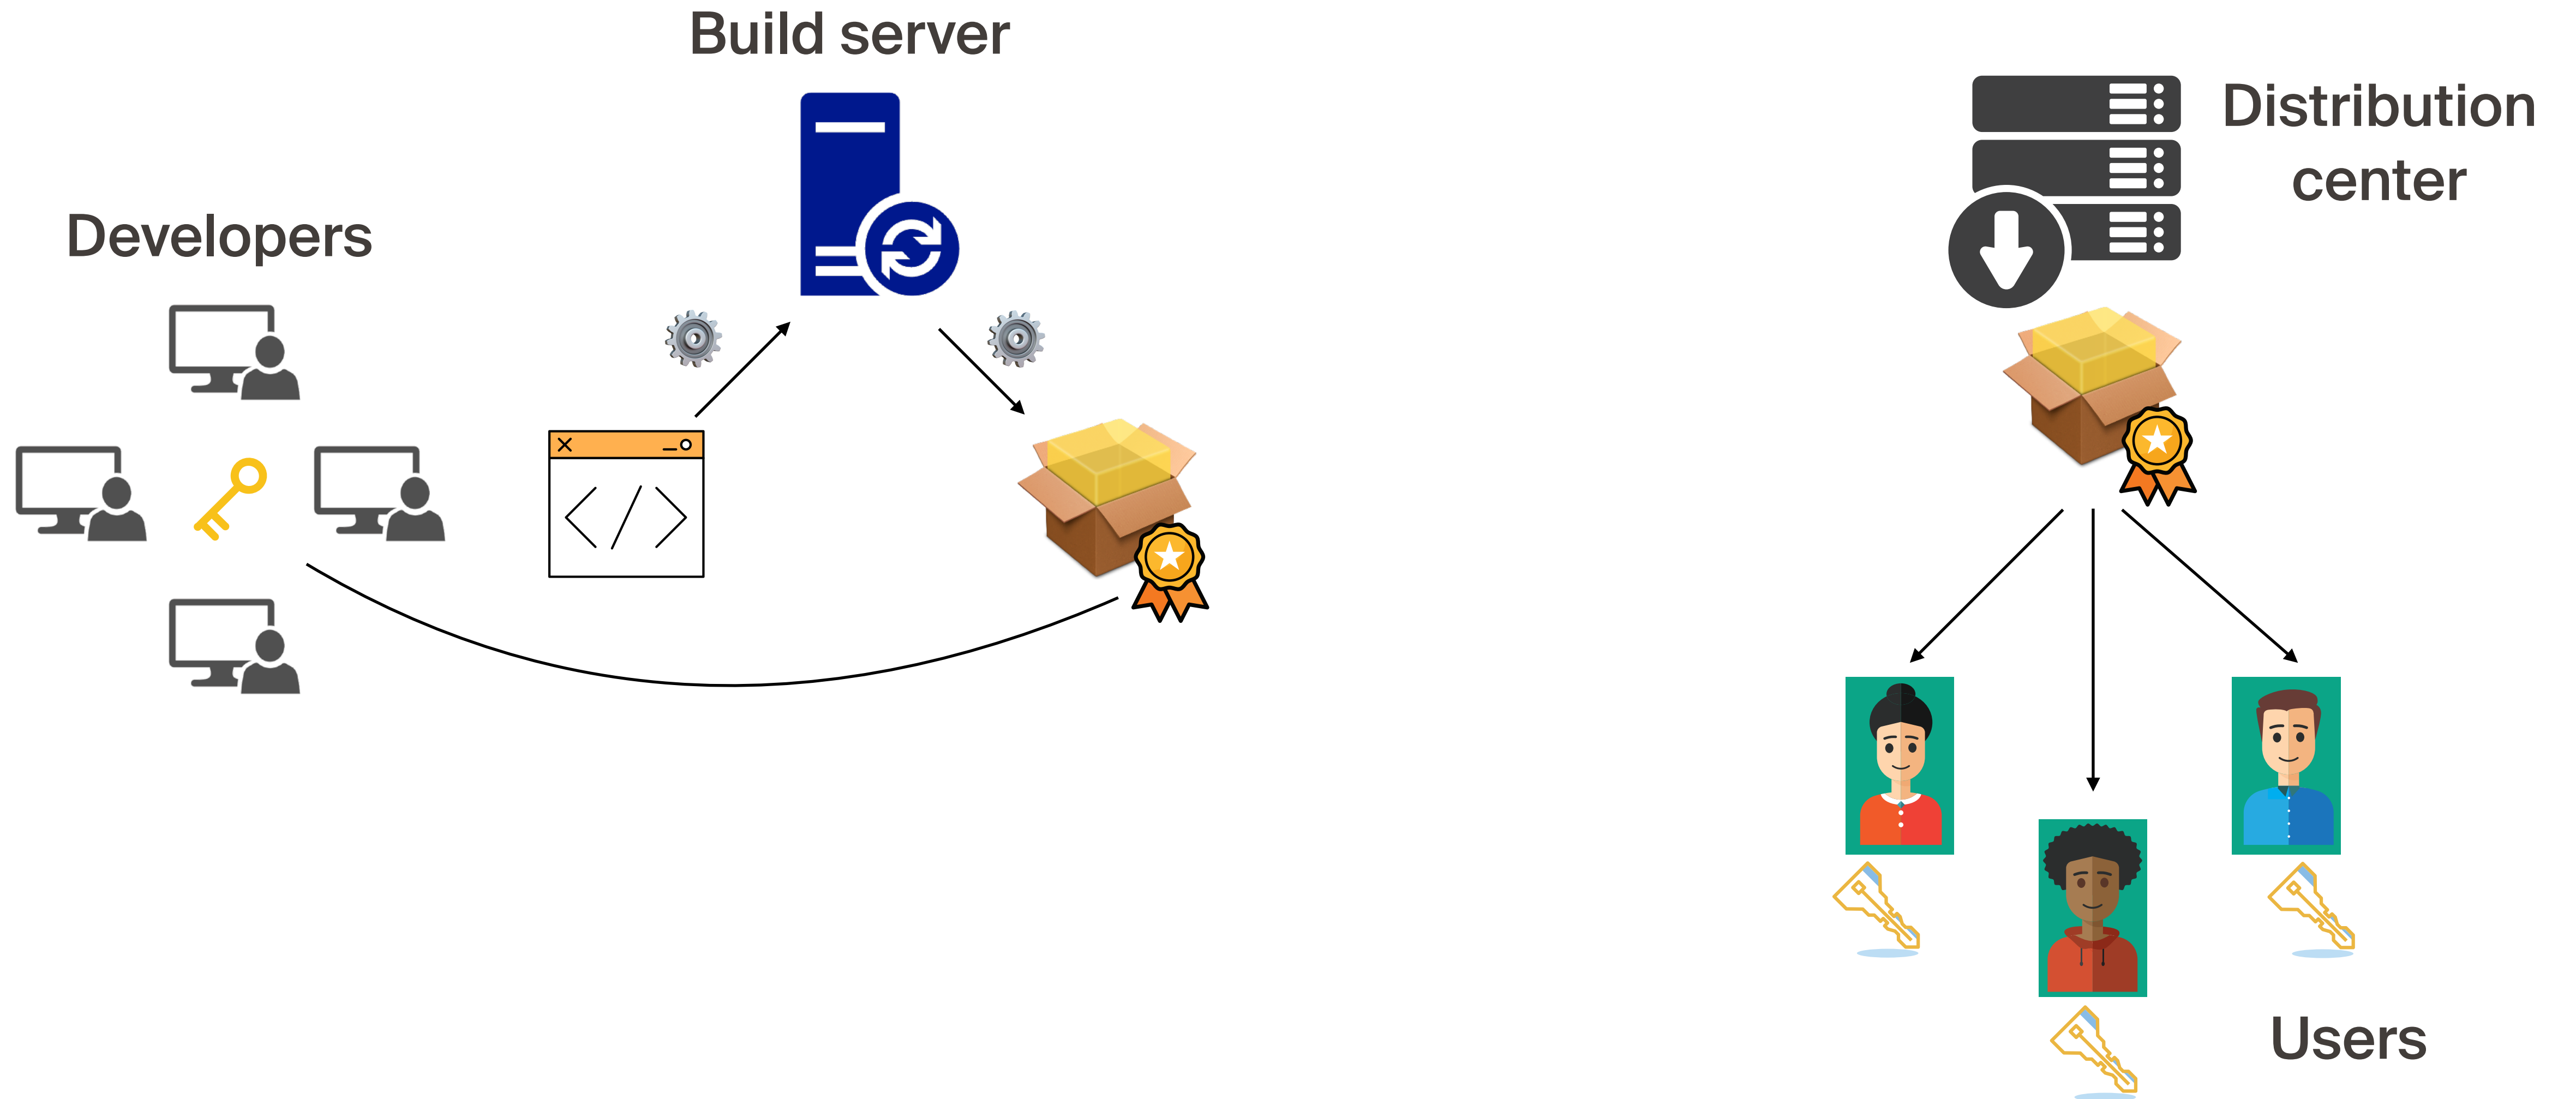 Build server
Distribution
center
Developers
</>
Users